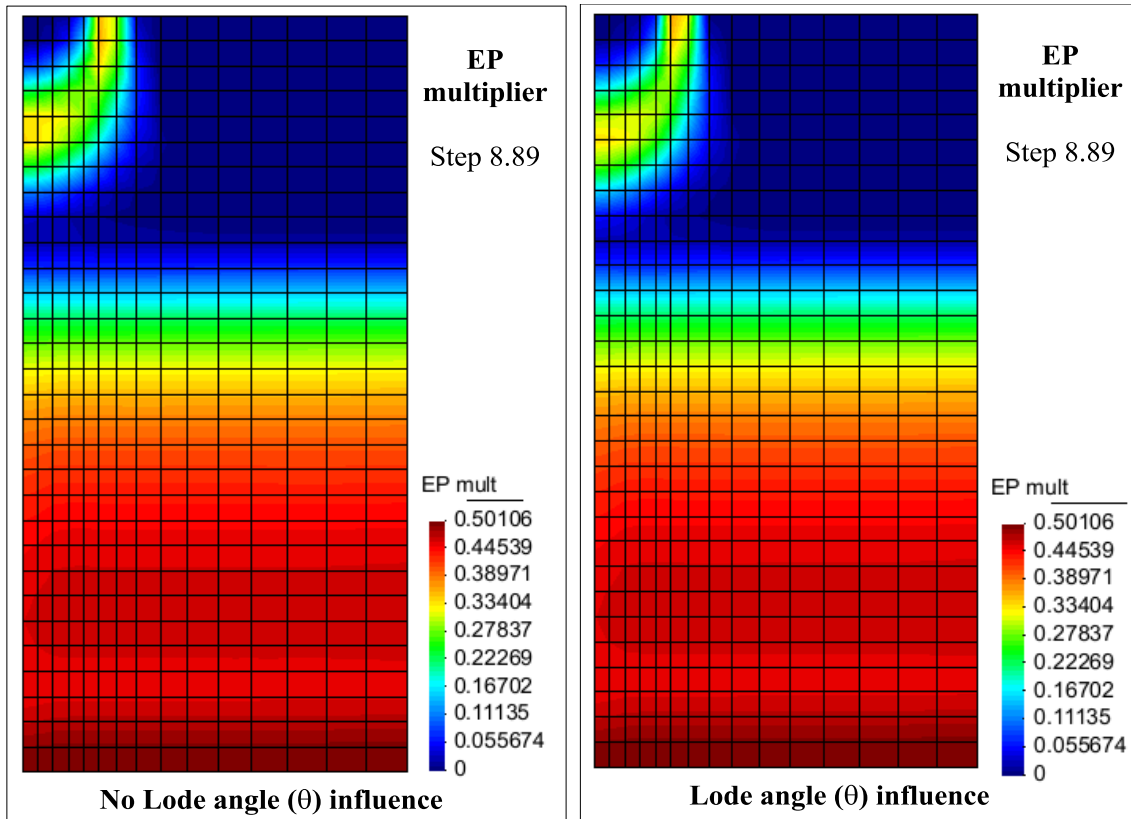 EP
multiplier
Step 8.89
EP mult
0.50106
0.44539
0.38971
0.33404
0.27837
0.22269
0.16702
0.11135
0.055674
0
No Lode angle (θ) influence
EP
multiplier
Step 8.89
EP mult
0.50106
0.44539
0.38971
0.33404
0.27837
0.22269
0.16702
0.11135
0.055674
0
Lode angle (θ) influence